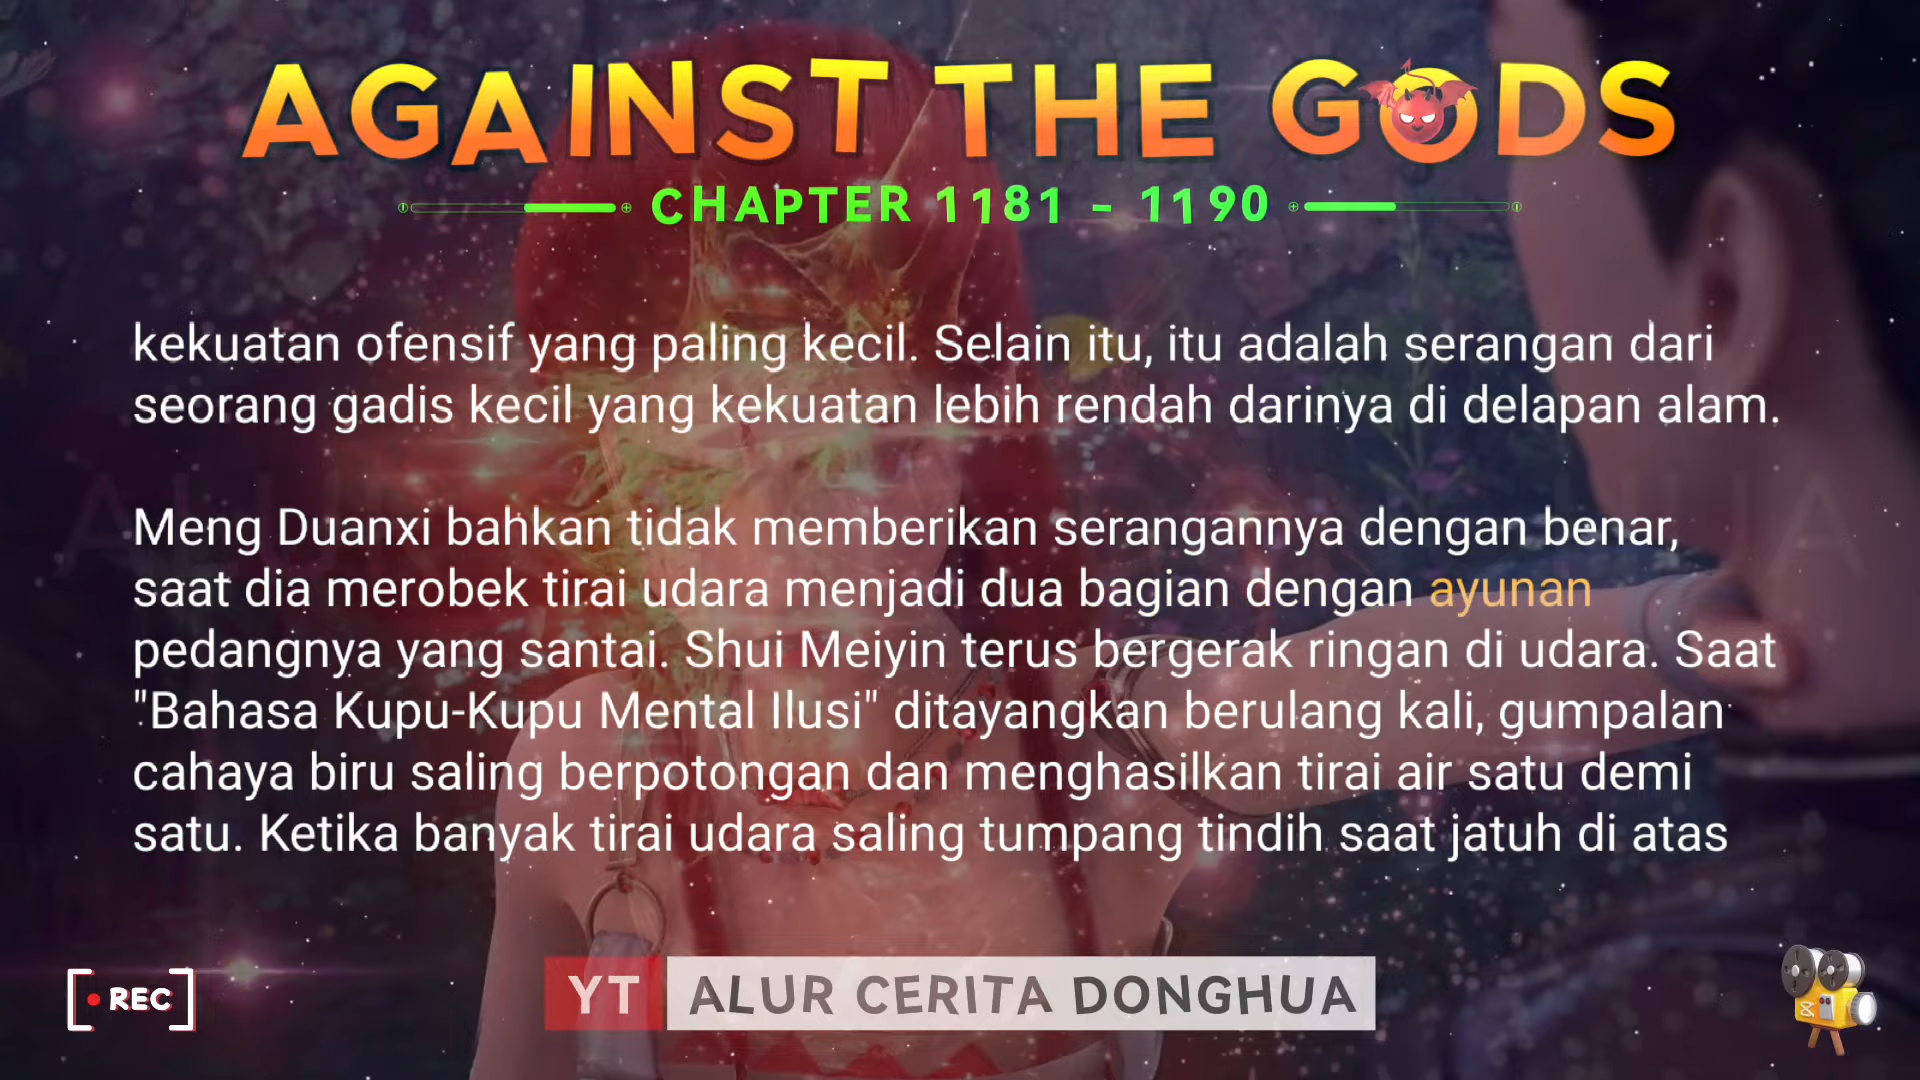 AGAINST THE GODS
CHAPTER 1181 - 1190
kekuatan ofensif yang paling kecil. Selain itu, itu adalah serangan dari
seorang gadis kecil yang kekuatan lebih rendah darinya di delapan alam.
Meng Duanxi bahkan tidak memberikan serangannya dengan benar,
saat dia merobek tirai udara menjadi dua bagian dengan ayunan
pedangnya yang santai. Shui Meiyin terus bergerak ringan di udara. Saat
"Bahasa Kupu-Kupu Mental Ilusi" ditayangkan berulang kali, gumpalan
cahaya biru saling berpotongan dan menghasilkan tirai air satu demi
satu. Ketika banyak tirai udara saling tumpang tindih saat jatuh di atas
REC
YT ALUR CERITA DONGHUA